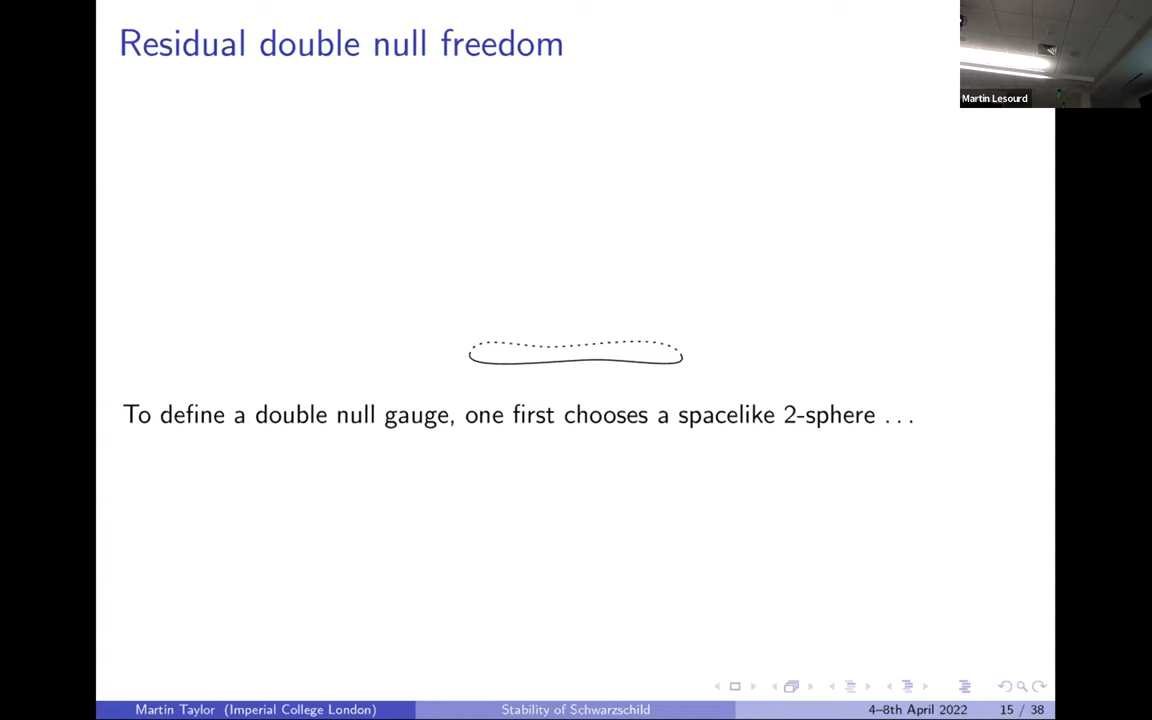 Residual double null freedom
Martin Lesourd
To define a double null gauge, one first chooses a spacelike 2-sphere . . .
Martin Taylor (Imperial College London)
Stability of Schwarzschild
4–8th April 2022
15 / 38